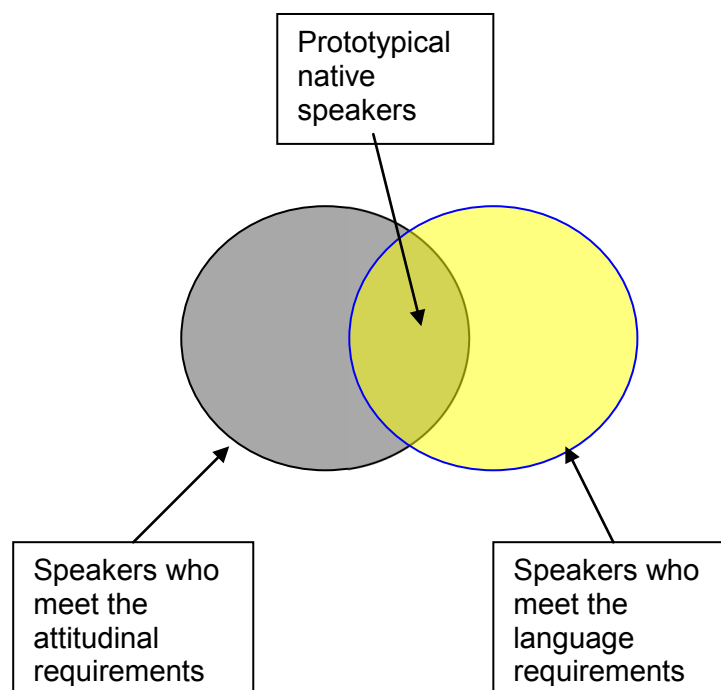 Prototypical
native
speakers
Speakers who
meet the
attitudinal
requirements
Speakers who
meet the
language
requirements